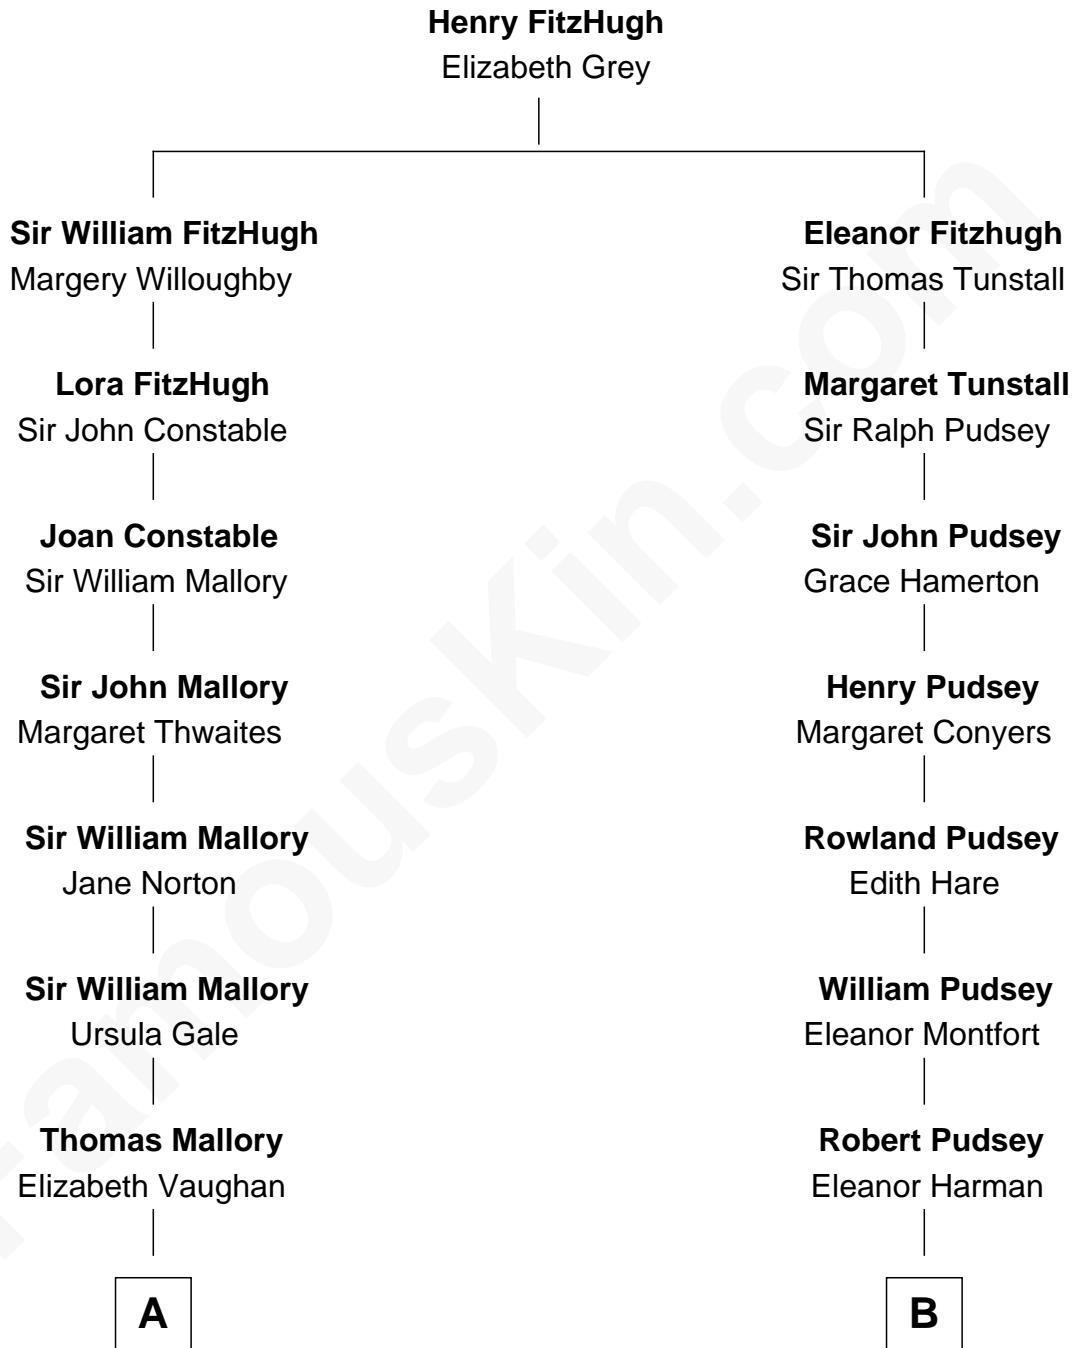 Henry FitzHugh
Elizabeth Grey
Sir William FitzHugh
Margery Willoughby
Eleanor Fitzhugh
Sir Thomas Tunstall
Lora FitzHugh
Sir John Constable
Margaret Tunstall
Sir Ralph Pudsey
Joan Constable
Sir William Mallory
Sir John Pudsey
Grace Hamerton
Sir John Mallory
Margaret Thwaites
Henry Pudsey
Margaret Conyers
Sir William Mallory
Jane Norton
Rowland Pudsey
Edith Hare
Sir William Mallory
Ursula Gale
William Pudsey
Eleanor Montfort
Thomas Mallory
Elizabeth Vaughan
Robert Pudsey
Eleanor Harman
A
B
FamousKin.com